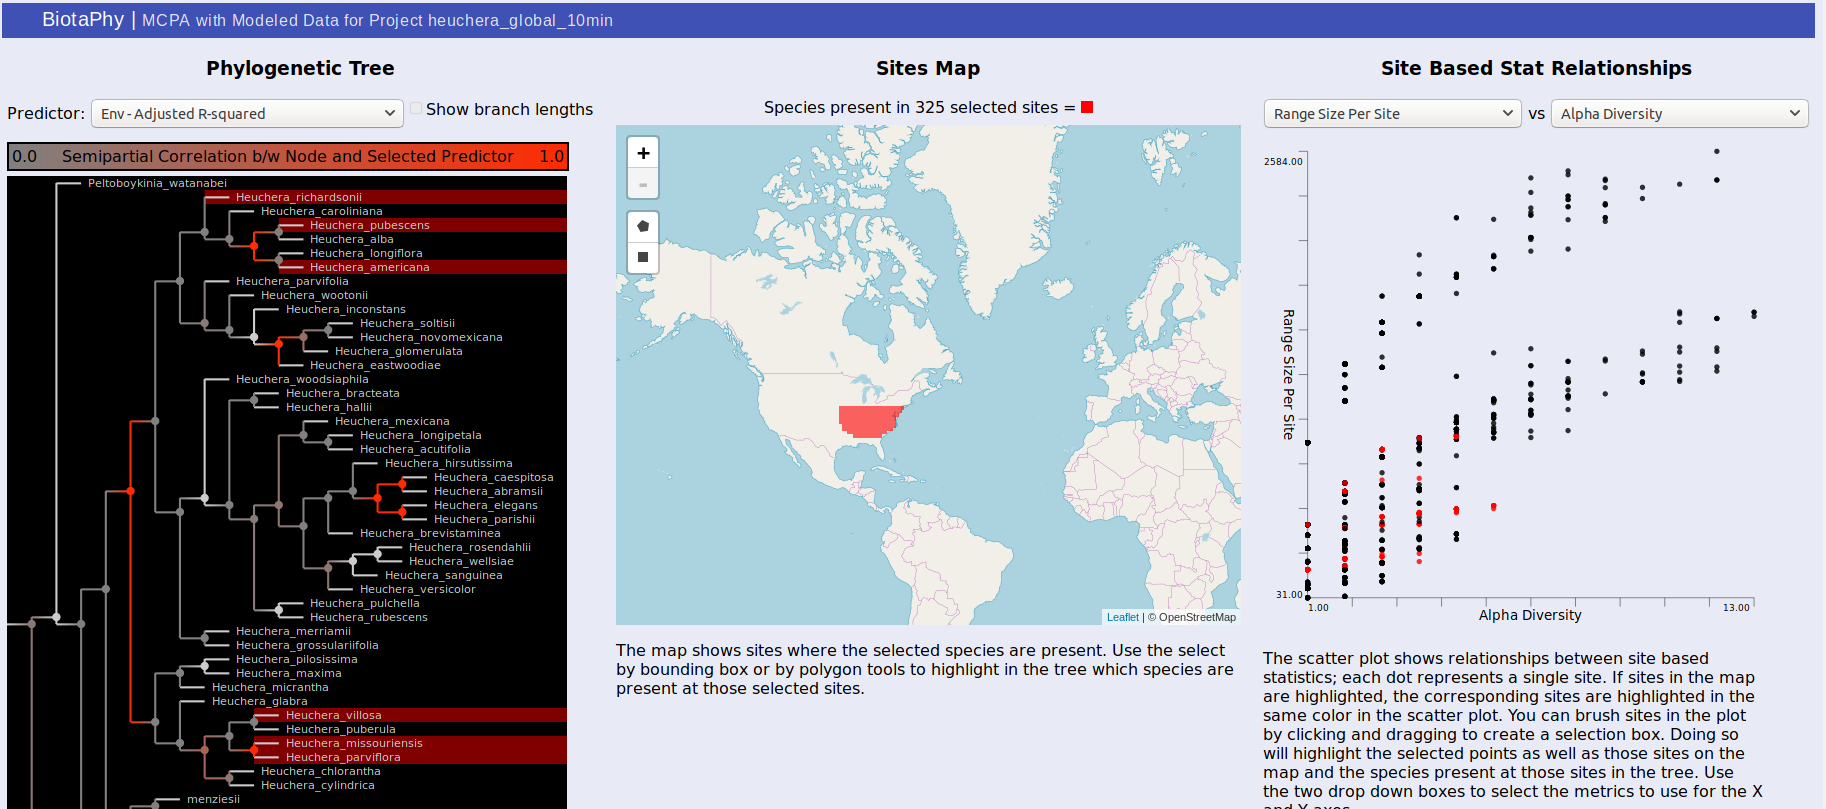 BiotaPhy | MCPA with Modeled Data for Project heuchera_global_10min
Phylogenetic Tree
Predictor: Env - Adjusted R-squared
Show branch lengths
0.0 Semipartial Correlation b/w Node and Selected Predictor 1.0
Peltoboykinia_watanabei
Heuchera_richardsonii
Heuchera_caroliniana
Heuchera_pubescens
Heuchera_alba
Heuchera_longiflora
Heuchera_americana
Heuchera_parvifolia
Heuchera_wootonii
Heuchera_inconstans
Heuchera_soltisii
Heuchera_novomexicana
Heuchera_glomerulata
Heuchera_eastwoodiae
Heuchera_woodsiaphila
Heuchera_bracteata
Heuchera_hallii
Heuchera_mexicana
Heuchera_longipetala
Heuchera_acutifolia
Heuchera_hirsutissima
Heuchera_caespitosa
Heuchera_abramsii
Heuchera_elegans
Heuchera_parishii
Heuchera_brevistaminea
Heuchera_rosendahlii
Heuchera_wellsiae
Heuchera_sanguinea
Heuchera_versicolor
Heuchera_pulchella
Heuchera_rubescens
Heuchera_merriamii
Heuchera_grossulariifolia
Heuchera_pilosissima
Heuchera_maxima
Heuchera_micrantha
Heuchera_glabra
Heuchera_villosa
Heuchera_puberula
Heuchera_missouriensis
Heuchera_parviflora
Heuchera_chlorantha
Heuchera_cylindrica
menziesii
Sites Map
Species present in 325 selected sites =
+
-
Leaflet | © OpenStreetMap
The map shows sites where the selected species are present. Use the select
by bounding box or by polygon tools to highlight in the tree which species are
present at those selected sites.
Site Based Stat Relationships
Range Size Per Site vs Alpha Diversity
2584.00
Range Size Per Site
31.00
1.00
13.00
Alpha Diversity
The scatter plot shows relationships between site based
statistics; each dot represents a single site. If sites in the map
are highlighted, the corresponding sites are highlighted in the
same color in the scatter plot. You can brush sites in the plot
by clicking and dragging to create a selection box. Doing so
will highlight the selected points as well as those sites on the
map and the species present at those sites in the tree. Use
the two drop down boxes to select the metrics to use for the X
and Y axes.